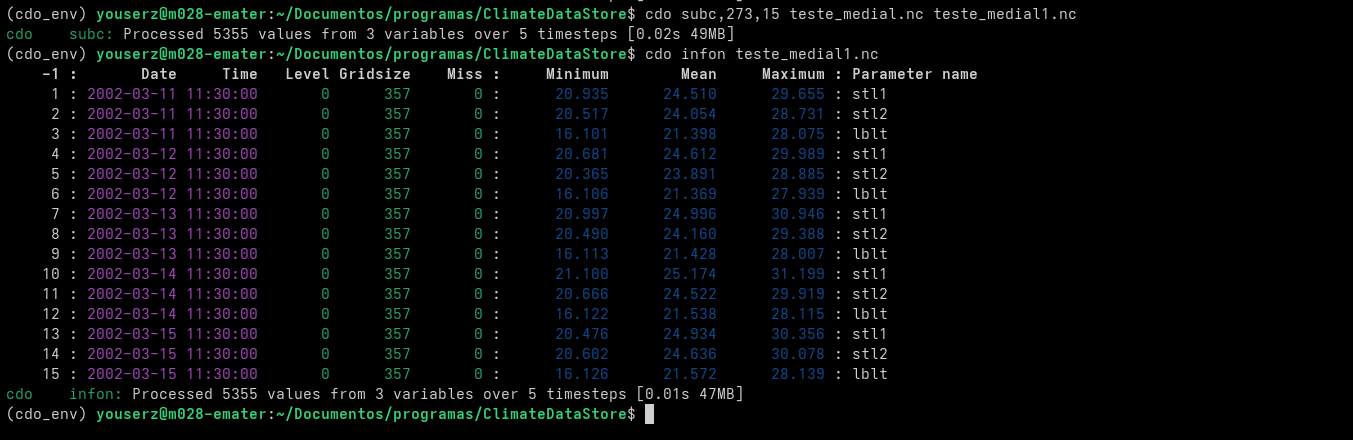 (cdo_env) youserz@m028-emater:~/Documentos/programas/ClimateDataStore$ cdo subc,273,15 teste_medial.nc teste_medial1.nc
cdo    subc: Processed 5355 values from 3 variables over 5 timesteps [0.02s 49MB]
(cdo_env) youserz@m028-emater:~/Documentos/programas/ClimateDataStore$ cdo infon teste_medial1.nc
    -1 :       Date     Time   Level Gridsize    Miss :     Minimum        Mean     Maximum : Parameter name
     1 : 2002-03-11 11:30:00       0      357       0 :      20.935      24.510      29.655 : stl1
     2 : 2002-03-11 11:30:00       0      357       0 :      20.517      24.054      28.731 : stl2
     3 : 2002-03-11 11:30:00       0      357       0 :      16.101      21.398      28.075 : lblt
     4 : 2002-03-12 11:30:00       0      357       0 :      20.681      24.612      29.989 : stl1
     5 : 2002-03-12 11:30:00       0      357       0 :      20.365      23.891      28.885 : stl2
     6 : 2002-03-12 11:30:00       0      357       0 :      16.106      21.369      27.939 : lblt
     7 : 2002-03-13 11:30:00       0      357       0 :      20.997      24.996      30.946 : stl1
     8 : 2002-03-13 11:30:00       0      357       0 :      20.490      24.160      29.388 : stl2
     9 : 2002-03-13 11:30:00       0      357       0 :      16.113      21.428      28.007 : lblt
    10 : 2002-03-14 11:30:00       0      357       0 :      21.100      25.174      31.199 : stl1
    11 : 2002-03-14 11:30:00       0      357       0 :      20.666      24.522      29.919 : stl2
    12 : 2002-03-14 11:30:00       0      357       0 :      16.122      21.538      28.115 : lblt
    13 : 2002-03-15 11:30:00       0      357       0 :      20.476      24.934      30.356 : stl1
    14 : 2002-03-15 11:30:00       0      357       0 :      20.602      24.636      30.078 : stl2
    15 : 2002-03-15 11:30:00       0      357       0 :      16.126      21.572      28.139 : lblt
cdo    infon: Processed 5355 values from 3 variables over 5 timesteps [0.01s 47MB]
(cdo_env) youserz@m028-emater:~/Documentos/programas/ClimateDataStore$